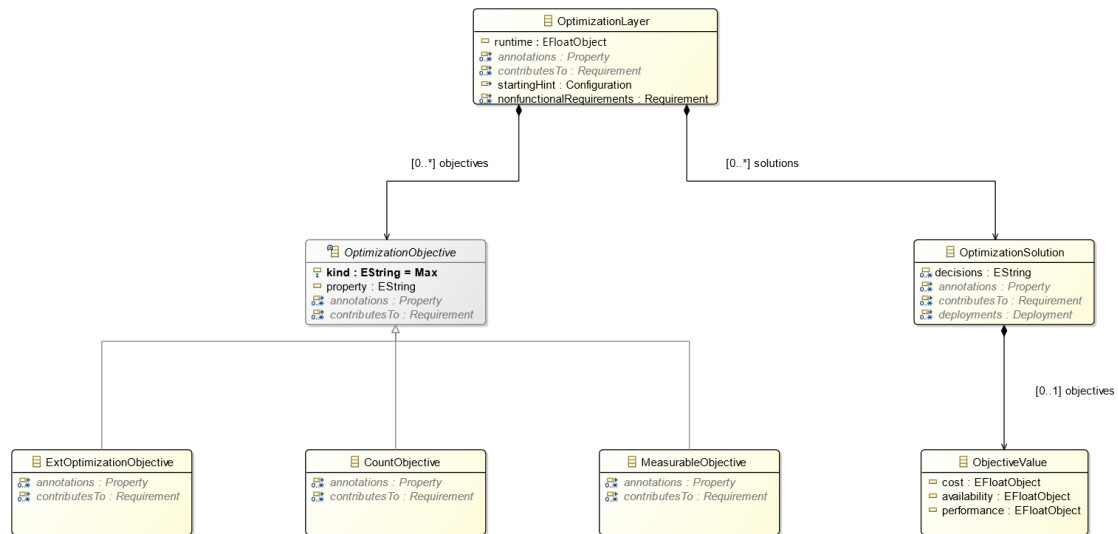 OptimizationLayer
runtime : EFloatObject
annotations : Property
contributesTo : Requirement
startingHint : Configuration
nonfunctionalRequirements : Requirement
[0..*] objectives
[0..*] solutions
OptimizationObjective
kind : EString = Max
property : EString
annotations : Property
contributesTo : Requirement
OptimizationSolution
decisions : EString
annotations : Property
contributesTo : Requirement
deployments : Deployment
[0..1] objectives
ExtOptimizationObjective
annotations : Property
contributesTo : Requirement
CountObjective
annotations : Property
contributesTo : Requirement
MeasurableObjective
annotations : Property
contributesTo : Requirement
ObjectiveValue
cost : EFloatObject
availability : EFloatObject
performance : EFloatObject